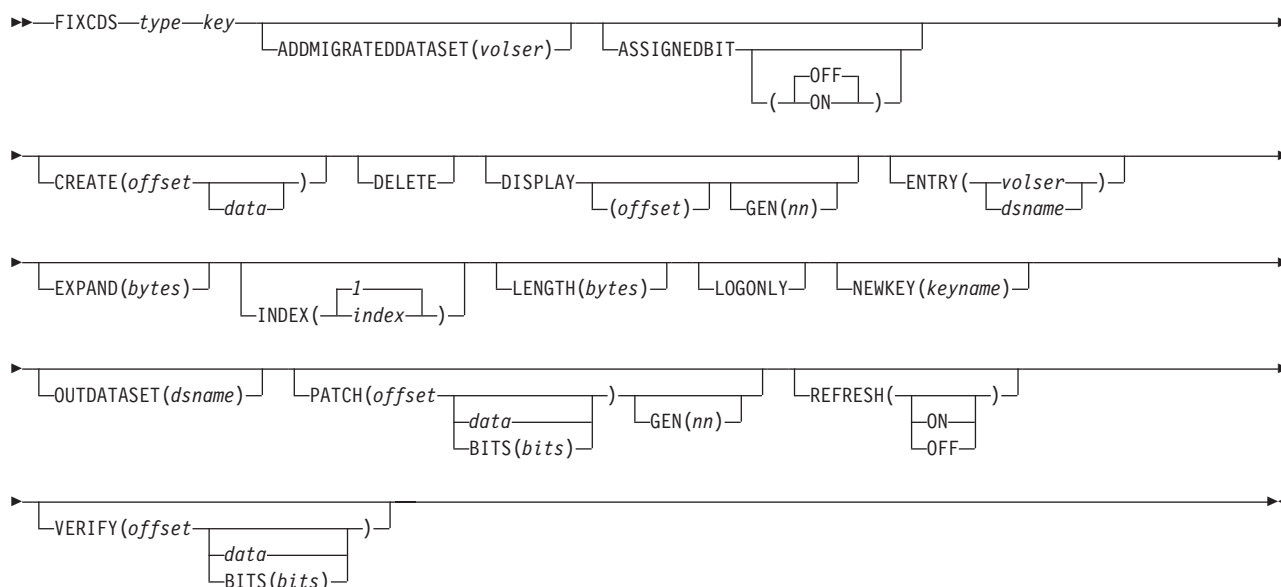 FIXCDS type key
ADDMIGRATEDDATASET(volser) ASSIGNEDBIT
OFF
( ON )
CREATE(offset ) DELETE DISPLAY ENTRY( volser )
data (offset) GEN(nn) dsname
EXPAND(bytes) 1 LENGTH(bytes) LOGONLY NEWKEY(keyname)
INDEX( index )
OUTDATASET(dsname) PATCH(offset ) REFRESH( )
data GEN(nn) ON
BITS(bits) OFF
VERIFY(offset )
data
BITS(bits)